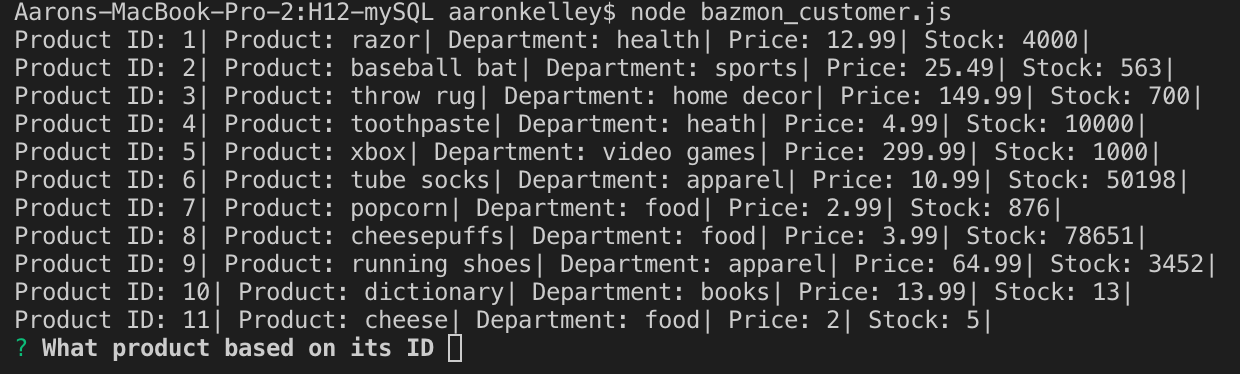 Aarons-MacBook-Pro-2:H12-mySQL aaronkelley$ node bazmon_customer.js
Product ID: 1| Product: razor| Department: health| Price: 12.99| Stock: 4000|
Product ID: 2| Product: baseball bat| Department: sports| Price: 25.49| Stock: 563|
Product ID: 3| Product: throw rug| Department: home decor| Price: 149.99| Stock: 700|
Product ID: 4| Product: toothpaste| Department: heath| Price: 4.99| Stock: 10000|
Product ID: 5| Product: xbox| Department: video games| Price: 299.99| Stock: 1000|
Product ID: 6| Product: tube socks| Department: apparel| Price: 10.99| Stock: 50198|
Product ID: 7| Product: popcorn| Department: food| Price: 2.99| Stock: 876|
Product ID: 8| Product: cheesepuffs| Department: food| Price: 3.99| Stock: 78651|
Product ID: 9| Product: running shoes| Department: apparel| Price: 64.99| Stock: 3452|
Product ID: 10| Product: dictionary| Department: books| Price: 13.99| Stock: 13|
Product ID: 11| Product: cheese| Department: food| Price: 2| Stock: 5|
? What product based on its ID